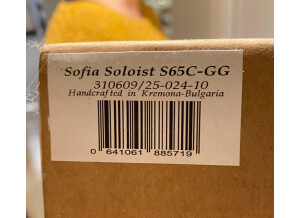 Sofia Soloist S65C-GG
310609/25-024-10
Handcrafted in Kremona-Bulgaria
0 641061 885719